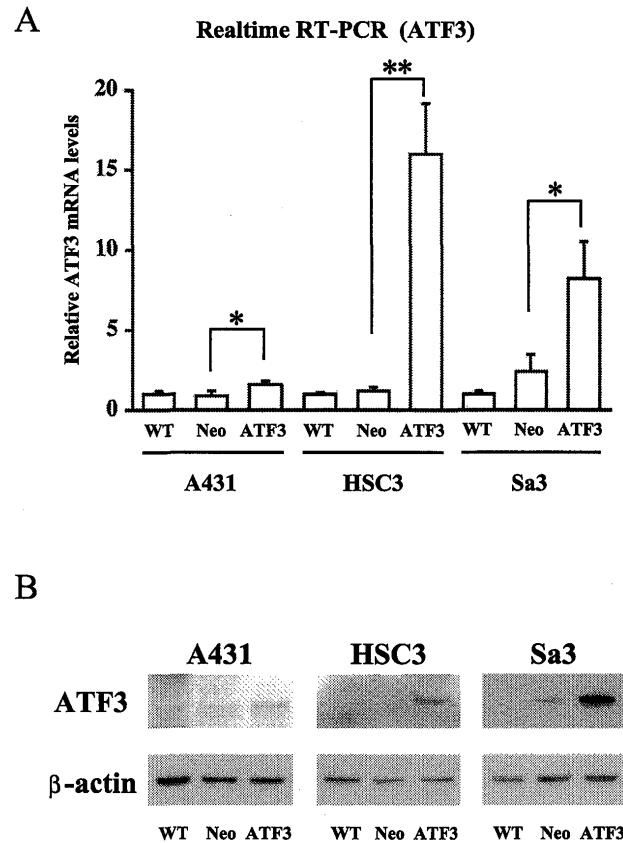 A
Realtime RT-PCR (ATF3)
Relative ATF3 mRNA levels
20
15
10
5
0
*
**
*
WT Neo ATF3 WT Neo ATF3 WT Neo ATF3
A431 HSC3 Sa3
B
A431 HSC3 Sa3
ATF3
β-actin
WT Neo ATF3 WT Neo ATF3 WT Neo ATF3